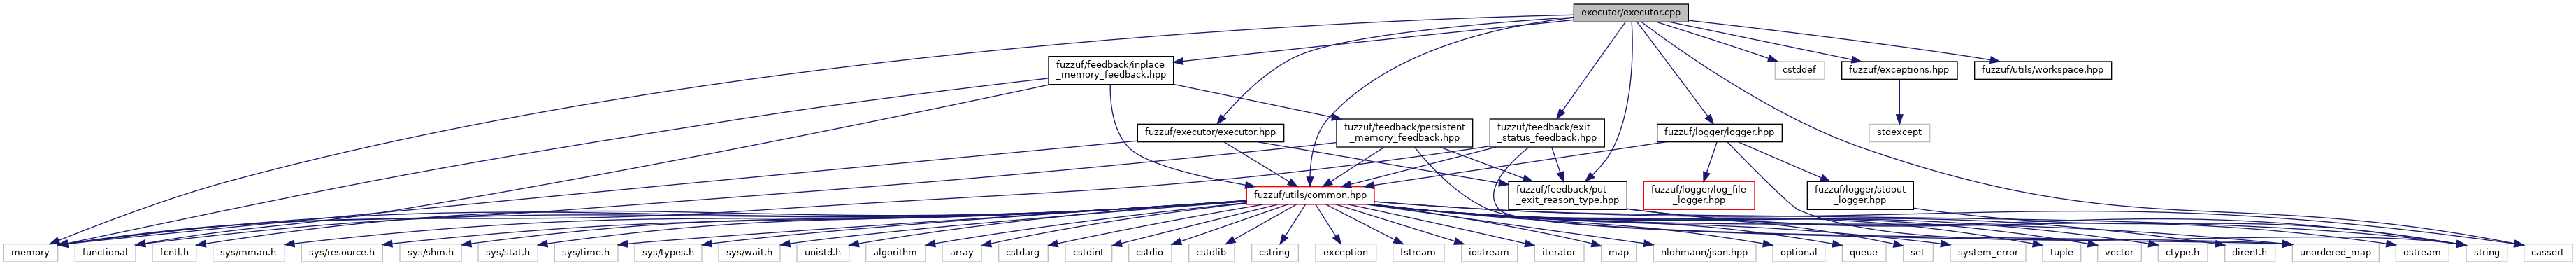 executor/executor.cpp
fuzzuf/feedback/inplace
_memory_feedback.hpp
cstddef
fuzzuf/exceptions.hpp
fuzzuf/utils/workspace.hpp
fuzzuf/executor/executor.hpp
fuzzuf/feedback/persistent
_memory_feedback.hpp
fuzzuf/feedback/exit
_status_feedback.hpp
fuzzuf/logger/logger.hpp
stdexcept
fuzzuf/utils/common.hpp
fuzzuf/feedback/put
_exit_reason_type.hpp
fuzzuf/logger/log_file
_logger.hpp
fuzzuf/logger/stdout
_logger.hpp
memory
functional
fcntl.h
sys/mman.h
sys/resource.h
sys/shm.h
sys/stat.h
sys/time.h
sys/types.h
sys/wait.h
unistd.h
algorithm
array
cstdarg
cstdint
cstdio
cstdlib
cstring
exception
fstream
iostream
iterator
map
nlohmann/json.hpp
optional
queue
set
system_error
tuple
vector
ctype.h
dirent.h
unordered_map
ostream
string
cassert